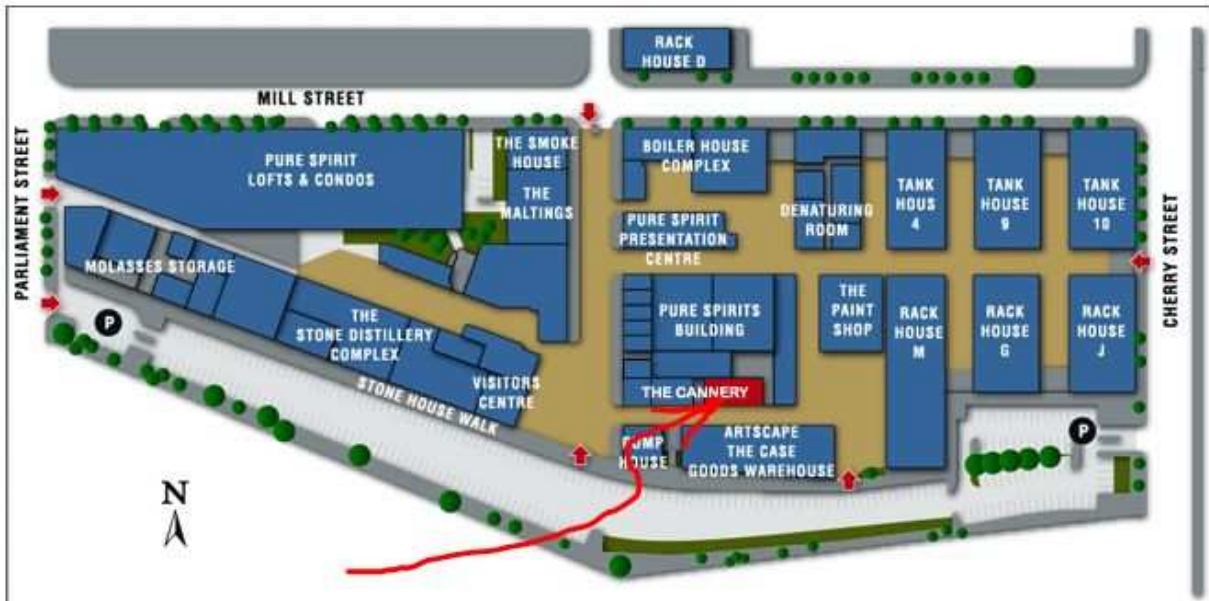 RACK
HOUSE D
MILL STREET
PARLIAMENT STREET
THE SMOKE
HOUSE
BOILER HOUSE
COMPLEX
PURE SPIRIT
LOFTS & CONDOS
THE
MALTINGS
TANK
HOUS
4
TANK
HOUSE
9
TANK
HOUSE
10
PURE SPIRIT
PRESENTATION
CENTRE
DENATURING
ROOM
MOLASSES STORAGE
CHERRY STREET
THE
STONE DISTILLERY
COMPLEX
PURE SPIRITS
BUILDING
THE
PAINT
SHOP
RACK
HOUSE
M
RACK
HOUSE
G
RACK
HOUSE
J
P
STONE HOUSE WALK
VISITORS
CENTRE
THE CANNERY
PUMP
HOUSE
ARTSCAPE
THE CASE
GOODS WAREHOUSE
P
N